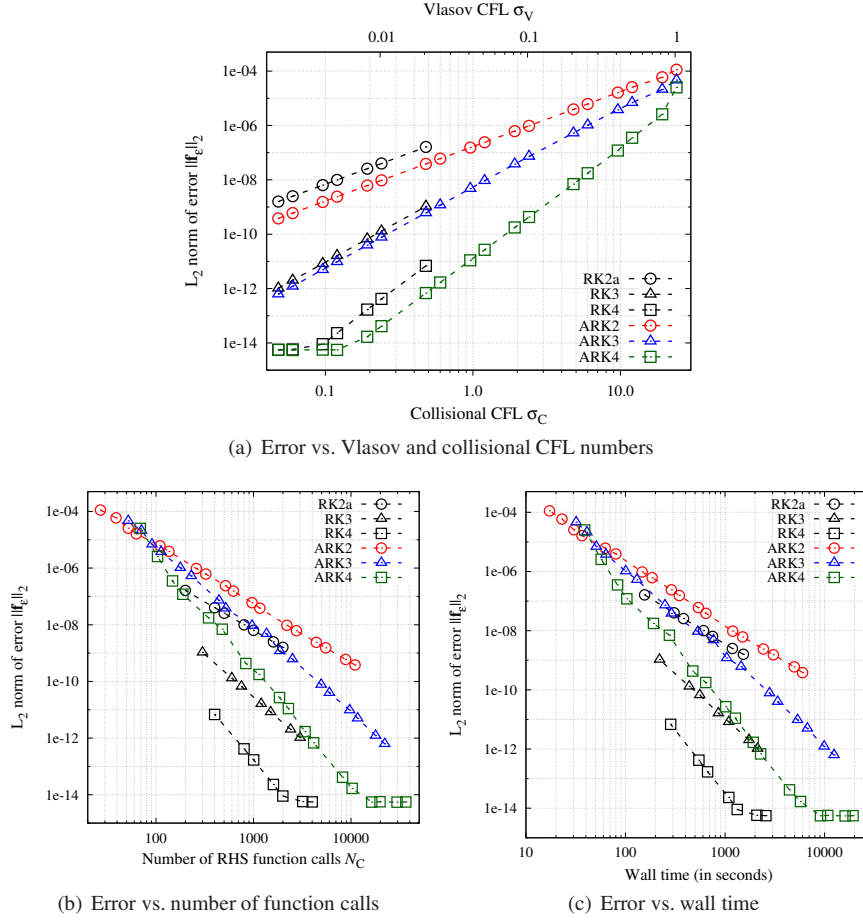 Vlasov CFL σ_V
0.01 0.1 1
1e-04
1e-06
1e-08
1e-10
1e-12
1e-14
L₂ norm of error ||f_ε||₂
RK2a
RK3
RK4
ARK2
ARK3
ARK4
0.1 1.0 10.0
Collisional CFL σ_C
(a) Error vs. Vlasov and collisional CFL numbers
1e-04
1e-06
1e-08
1e-10
1e-12
1e-14
L₂ norm of error ||f_ε||₂
RK2a
RK3
RK4
ARK2
ARK3
ARK4
100 1000 10000
Number of RHS function calls N_C
(b) Error vs. number of function calls
1e-04
1e-06
1e-08
1e-10
1e-12
1e-14
L₂ norm of error ||f_ε||₂
RK2a
RK3
RK4
ARK2
ARK3
ARK4
10 100 1000 10000
Wall time (in seconds)
(c) Error vs. wall time